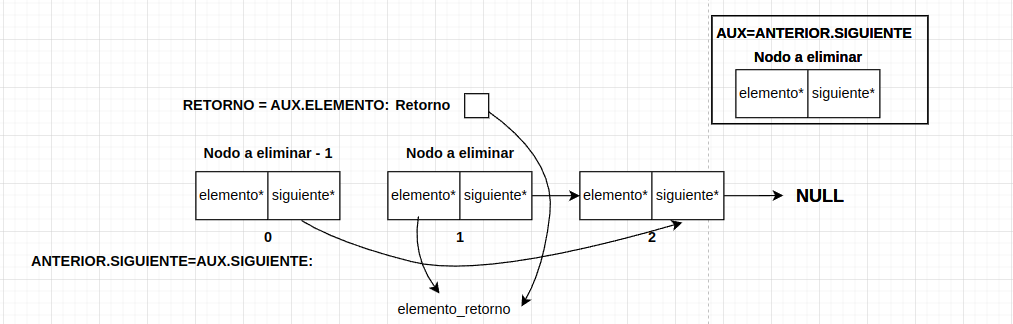 AUX=ANTERIOR.SIGUIENTE
Nodo a eliminar
elemento* siguiente*
RETORNO = AUX.ELEMENTO: Retorno
Nodo a eliminar - 1 Nodo a eliminar
elemento* siguiente* elemento* siguiente* elemento* siguiente* NULL
0 1 2
ANTERIOR.SIGUIENTE=AUX.SIGUIENTE:
elemento_retorno